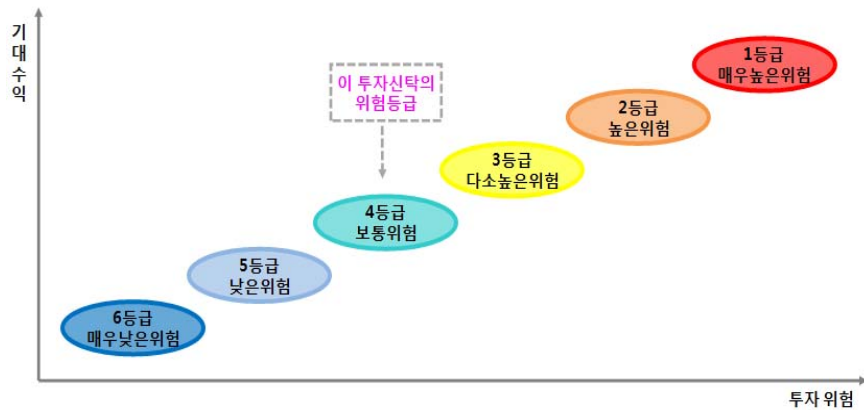 기대수익
1등급
매우높은위험
이 투자신탁의
위험등급
2등급
높은위험
3등급
다소높은위험
4등급
보통위험
5등급
낮은위험
6등급
매우낮은위험
투자 위험